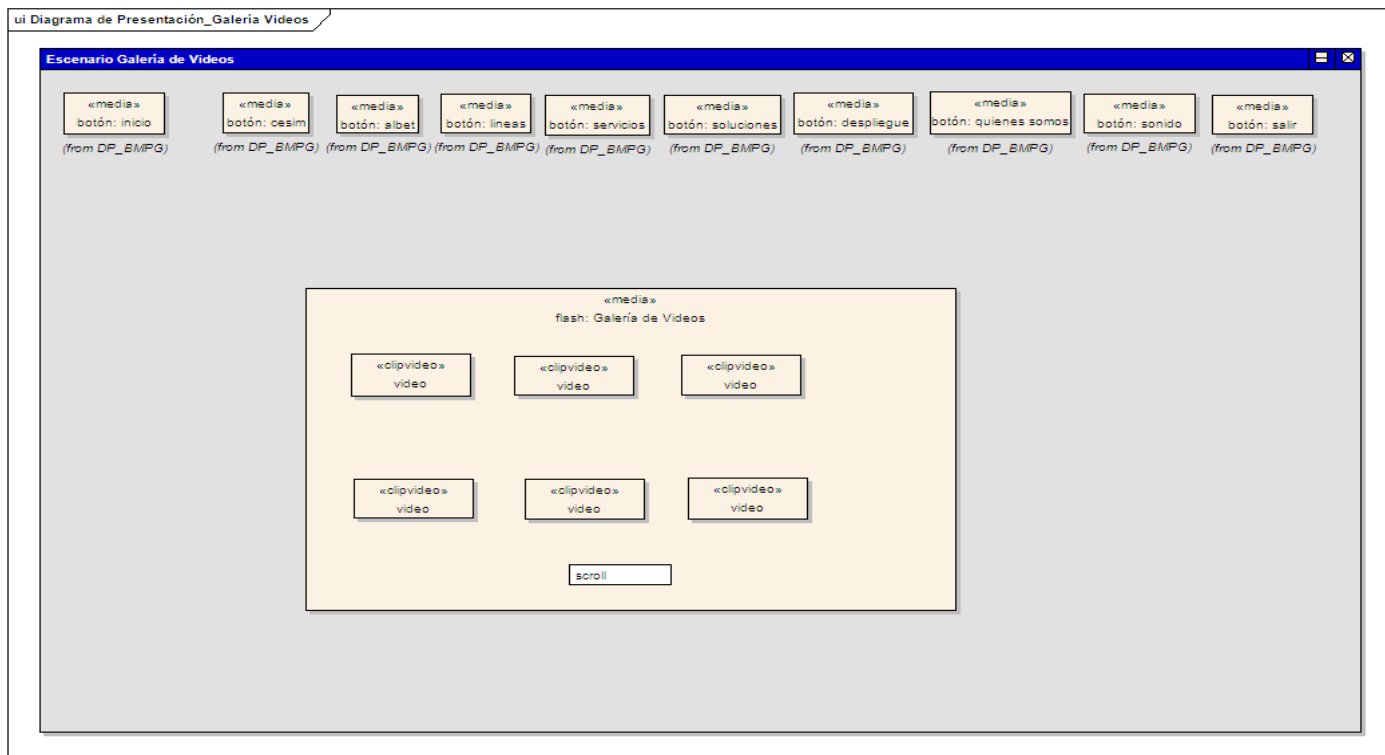 ui Diagrama de Presentación_Galería Videos
Escenario Galería de Videos
«media» «media» «media» «media» «media» «media» «media» «media» «media» «media»
botón: inicio botón: cesim botón: albet botón: lineas botón: servicios botón: soluciones botón: despliegue botón: quienes somos botón: sonido botón: salir
(from DP_BMPG) (from DP_BMPG) (from DP_BMPG) (from DP_BMPG) (from DP_BMPG) (from DP_BMPG) (from DP_BMPG) (from DP_BMPG) (from DP_BMPG) (from DP_BMPG)
«media»
flash: Galería de Videos
«clipvideo» «clipvideo» «clipvideo»
video video video
«clipvideo» «clipvideo» «clipvideo»
video video video
scroll